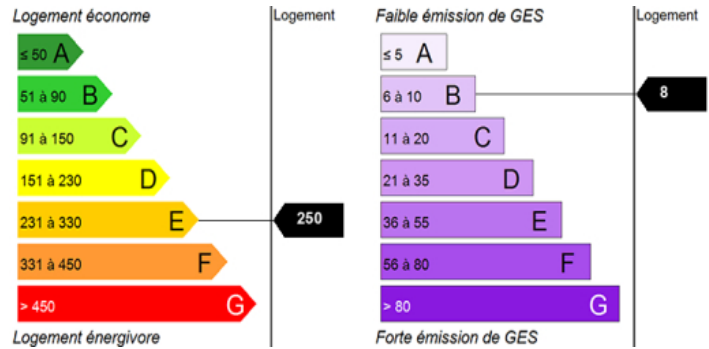 Logement économe
Logement
≤ 50 A
51 à 90 B
91 à 150 C
151 à 230 D
231 à 330 E
250
331 à 450 F
> 450 G
Logement énergivore
Faible émission de GES
Logement
≤ 5 A
6 à 10 B
8
11 à 20 C
21 à 35 D
36 à 55 E
56 à 80 F
> 80 G
Forte émission de GES